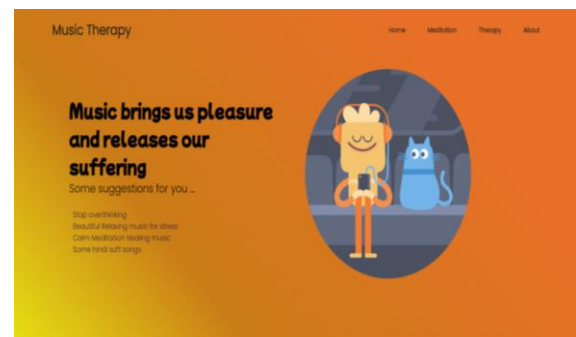 Music Therapy
Home Meditation Therapy About
Music brings us pleasure
and releases our
suffering
Some suggestions for you ...
Stop overthinking
Beautiful Relaxing music for stress
Calm Meditation Healing music
Some hindi soft songs